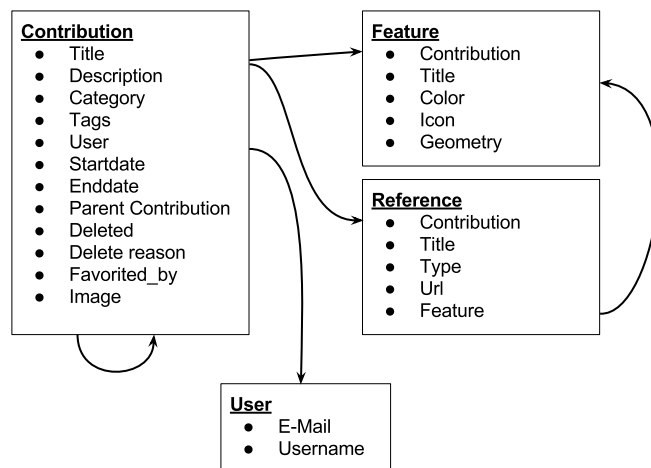 Contribution
● Title
● Description
● Category
● Tags
● User
● Startdate
● Enddate
● Parent Contribution
● Deleted
● Delete reason
● Favorited_by
● Image
Feature
● Contribution
● Title
● Color
● Icon
● Geometry
Reference
● Contribution
● Title
● Type
● Url
● Feature
User
● E-Mail
● Username